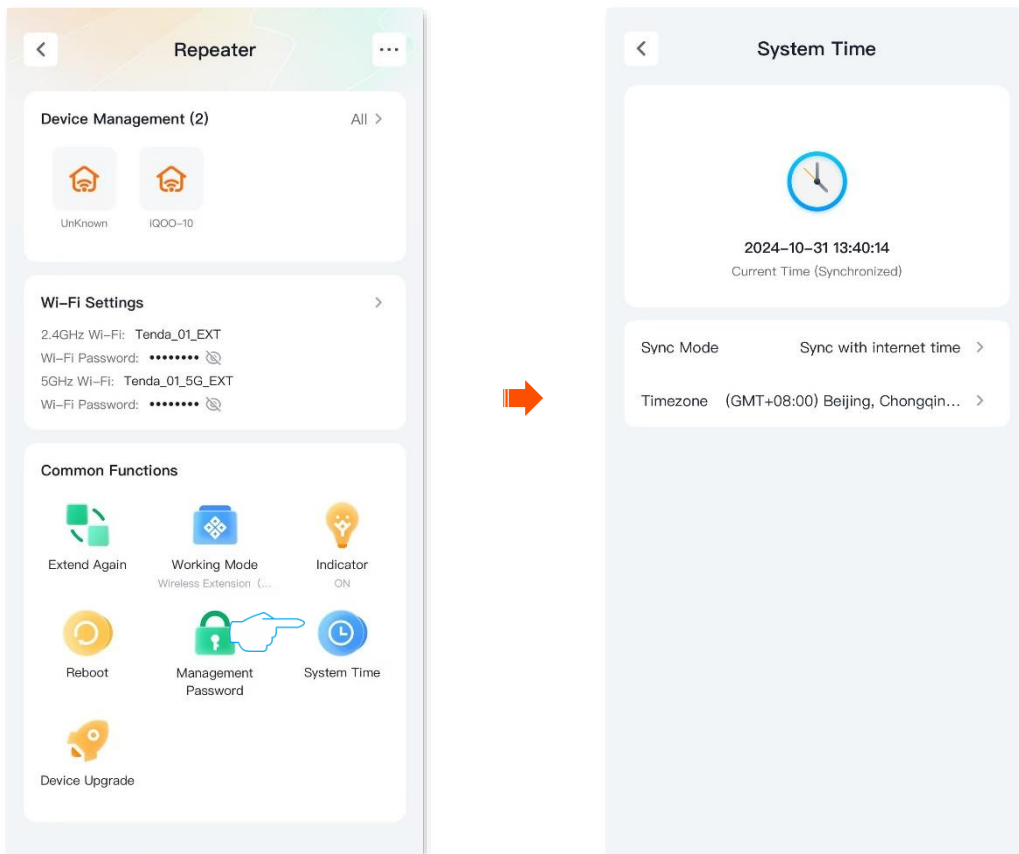 Repeater
Device Management (2) All
UnKnown iQOO-10
Wi-Fi Settings
2.4GHz Wi-Fi: Tenda_01_EXT
Wi-Fi Password: ••••••••
5GHz Wi-Fi: Tenda_01_5G_EXT
Wi-Fi Password: ••••••••
Common Functions
Extend Again Working Mode Indicator
Wireless Extension (... ON
Reboot Management System Time
Password
Device Upgrade
System Time
2024-10-31 13:40:14
Current Time (Synchronized)
Sync Mode Sync with internet time
Timezone (GMT+08:00) Beijing, Chongqin...